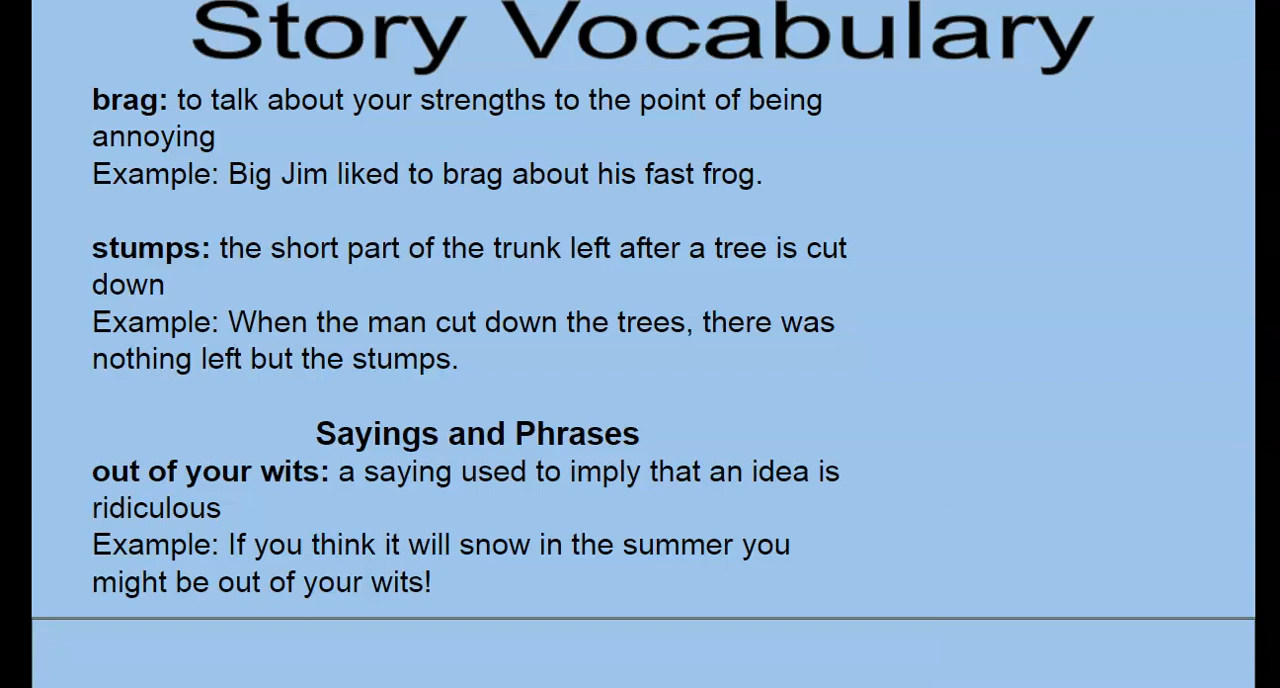 Story Vocabulary
brag: to talk about your strengths to the point of being
annoying
Example: Big Jim liked to brag about his fast frog.
stumps: the short part of the trunk left after a tree is cut
down
Example: When the man cut down the trees, there was
nothing left but the stumps.
Sayings and Phrases
out of your wits: a saying used to imply that an idea is
ridiculous
Example: If you think it will snow in the summer you
might be out of your wits!